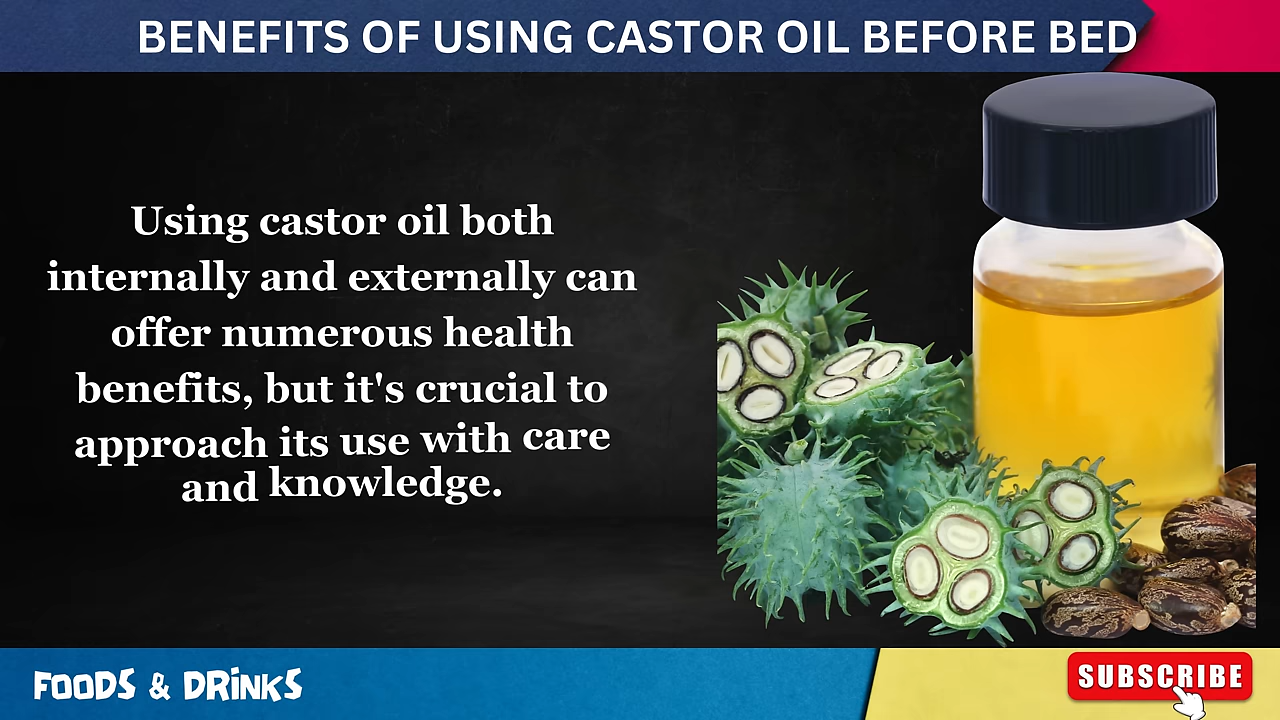 BENEFITS OF USING CASTOR OIL BEFORE BED
Using castor oil both
internally and externally can
offer numerous health
benefits, but it's crucial to
approach its use with care
and knowledge.
FOODS & DRiNKS
SUBSCRIBE